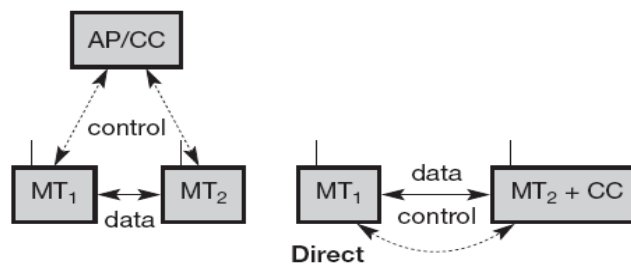 AP/CC
control
MT₁
MT₂
data
MT₁
data
control
MT₂ + CC
Direct